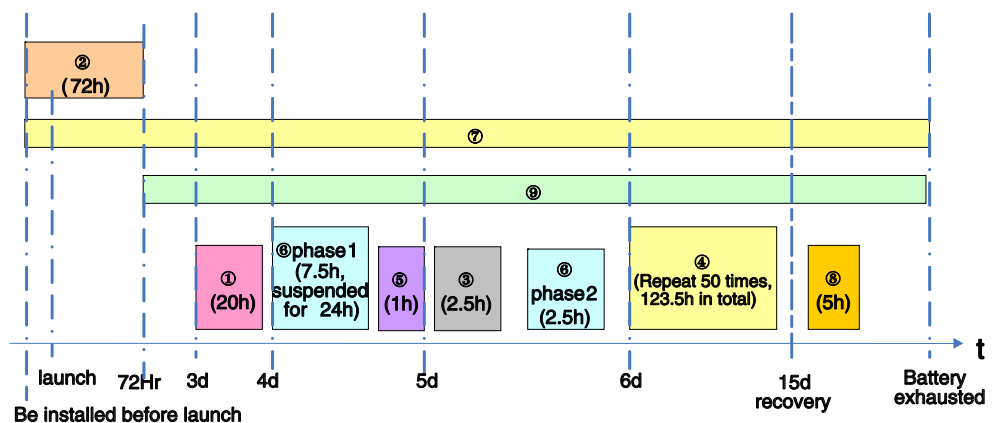 ②
(72h)
⑦
⑨
①
(20h)
⑥phase1
(7.5h,
suspended
for 24h)
⑤
(1h)
③
(2.5h)
⑥
phase2
(2.5h)
④
(Repeat 50 times,
123.5h in total)
⑧
(5h)
t
launch
72Hr
3d
4d
5d
6d
15d
recovery
Battery
exhausted
Be installed before launch